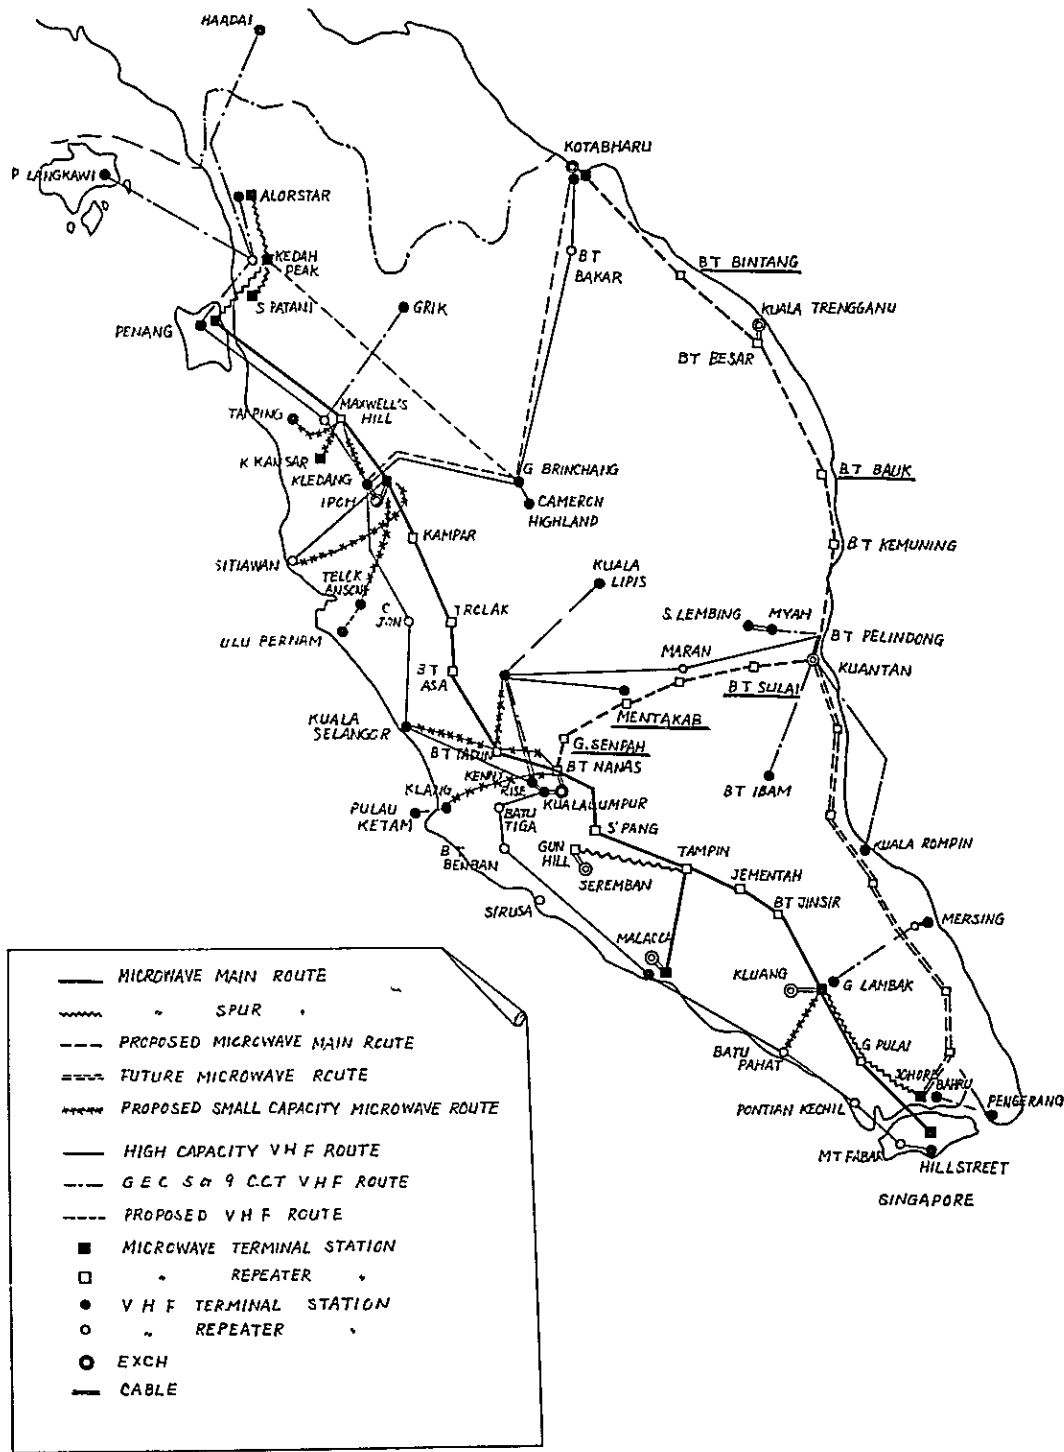 HAADAI
KOTABHARU
P LANGKAWI
ALORSTAR
BT BINTANG
BT
BAKAR
KEDAH
PEAK
S PATANI
KUALA TRENGGANU
GRIK
PENANG
BT BESAR
MAXWELL'S
HILL
TAIPING
K KANSAR
G BRINCHANG
BT BAUK
KLEDANG
IPOH
CAMERON
HIGHLAND
KAMPAR
BT KEMUNING
SITIAWAN
KUALA
LIPIS
TELCK
ANSON
S. LEMBING
MYAH
TROLAK
JON
ULU PERNAM
BT PELINDONG
MARAN
KUANTAN
BT
ASA
BT SULAI
MENTAKAB
KUALA
SELANGOR
G. SENPAH
BT TADUN
BT NANAS
KENNY
RISE
BT IBAM
KLANG
PULAU
KETAM
KUALALUMPUR
BATU
TIGA
S'PANG
KUALA ROMPIN
BT
BENBAN
GUN
HILL
TAMPIN
JEMENTAH
SEREMBAN
BT JINSIR
SIRUSA
MERSING
MALACCA
KLUANG
G LAMBAK
G PULAI
BATU
PAHAT
JOHORE
BAHRU
PENGERANG
PONTIAN KECHIL
MT FABAR
HILLSTREET
SINGAPORE
MICROWAVE MAIN ROUTE
" SPUR "
PROPOSED MICROWAVE MAIN ROUTE
FUTURE MICROWAVE ROUTE
PROPOSED SMALL CAPACITY MICROWAVE ROUTE
HIGH CAPACITY VHF ROUTE
GEC 5 or 9 CCT VHF ROUTE
PROPOSED VHF ROUTE
MICROWAVE TERMINAL STATION
" REPEATER "
VHF TERMINAL STATION
" REPEATER "
EXCH
CABLE